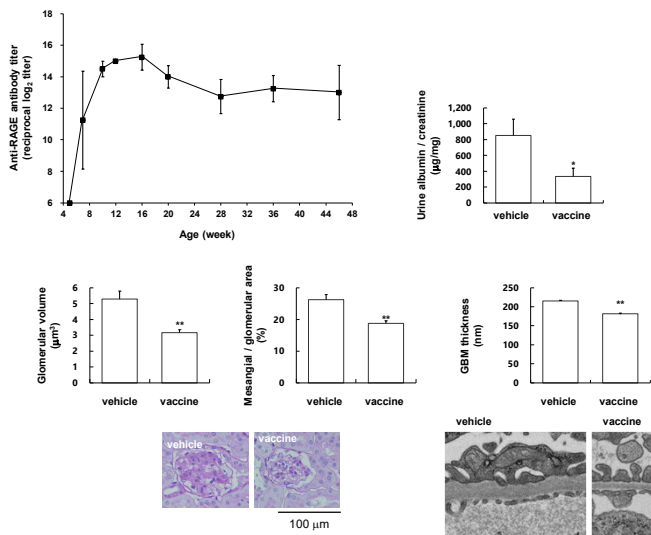 Anti-RAGE antibody titer
(reciprocal log2 titer)
18
16
14
12
10
8
6
4 8 12 16 20 24 28 32 36 40 44 48
Age (week)
Urine albumin / creatinine
(μg/mg)
1,200
1,000
800
600
400
200
0
*
vehicle vaccine
Glomerular volume
(μm³)
6
5
4
3
2
1
0
**
vehicle vaccine
Mesangial / glomerular area
(%)
30
20
10
0
**
vehicle vaccine
GBM thickness
(nm)
250
200
150
100
50
0
**
vehicle vaccine
vehicle vaccine
100 μm
vehicle vaccine